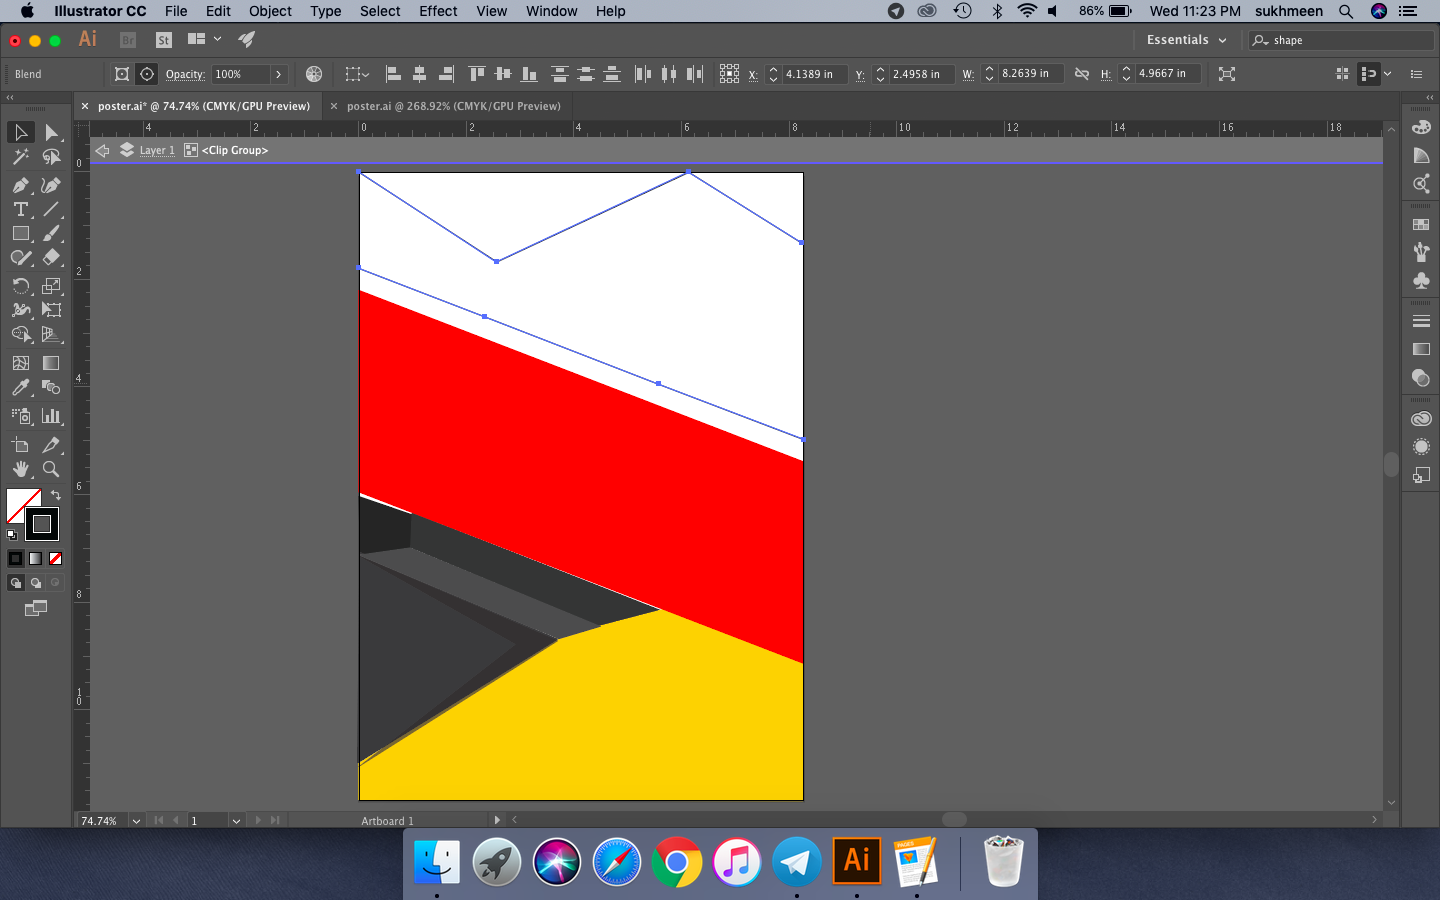 Illustrator CC File Edit Object Type Select Effect View Window Help 86% Wed 11:23 PM sukhmeen
Ai Br St Essentials shape
Blend Opacity: 100% X: 4.1389 in Y: 2.4958 in W: 8.2639 in H: 4.9667 in
× poster.ai* @ 74.74% (CMYK/GPU Preview) × poster.ai @ 268.92% (CMYK/GPU Preview)
4 2 0 2 4 6 8 10 12 14 16 18
Layer 1 <Clip Group>
0
2
4
6
8
1
0
T
74.74% 1 Artboard 1
PAGES
Ai